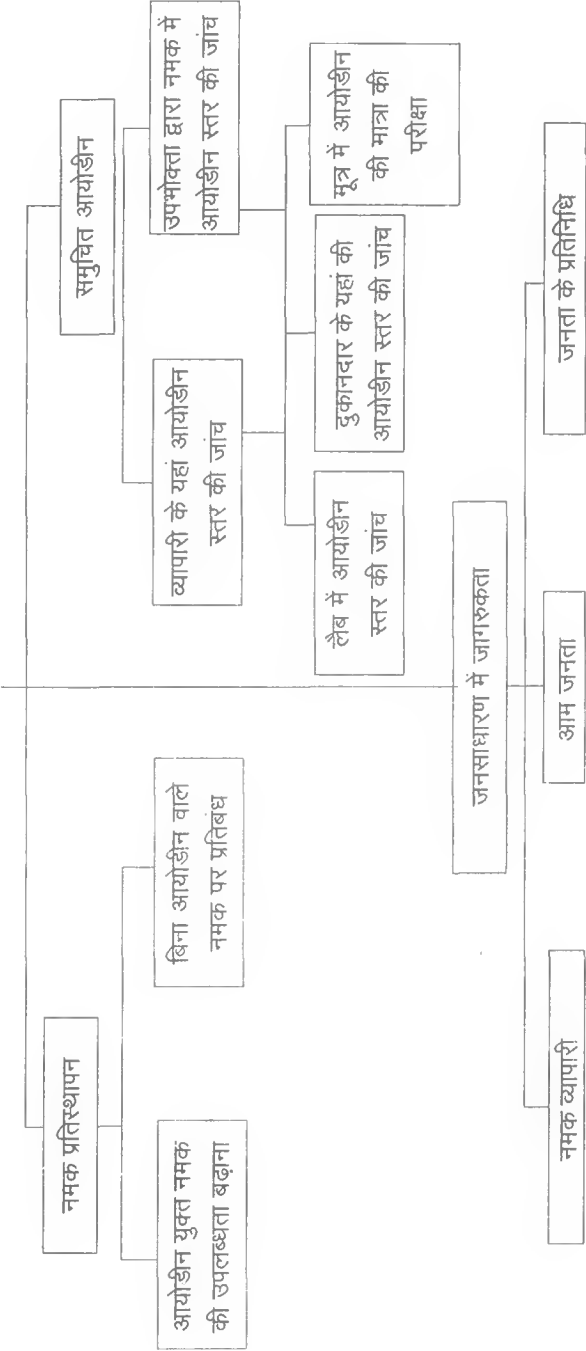 नमक प्रतिस्थापन
समुचित आयोडीन
आयोडीन युक्त नमक
की उपलब्धता बढ़ाना
बिना आयोडीन वाले
नमक पर प्रतिबंध
व्यापारी के यहां आयोडीन
स्तर की जांच
उपभोक्ता द्वारा नमक में
आयोडीन स्तर की जांच
लैब में आयोडीन
स्तर की जांच
दुकानदार के यहां की
आयोडीन स्तर की जांच
मूत्र में आयोडीन
की मात्रा की
परीक्षा
जनसाधारण में जागरुकता
नमक व्यापारी
आम जनता
जनता के प्रतिनिधि